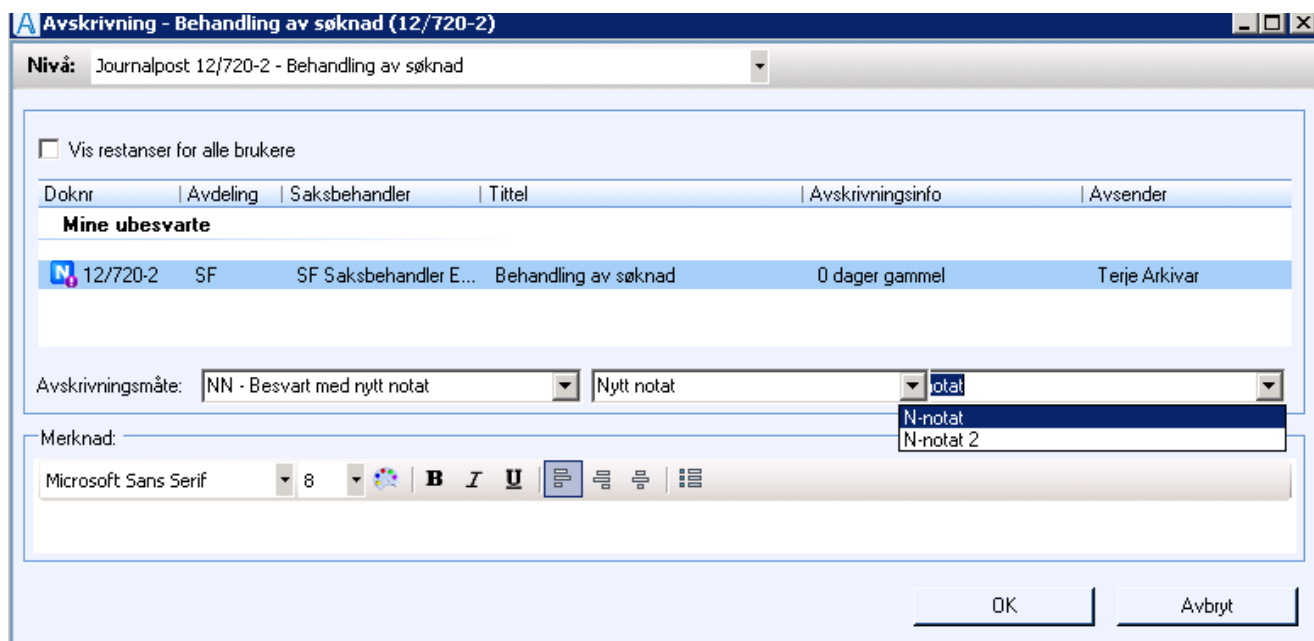 Avskrivning - Behandling av søknad (12/720-2)
Nivå: Journalpost 12/720-2 - Behandling av søknad
Vis restanser for alle brukere
Doknr Avdeling Saksbehandler Tittel Avskrivningsinfo Avsender
Mine ubesvarte
N 12/720-2 SF SF Saksbehandler E... Behandling av søknad 0 dager gammel Terje Arkivar
Avskrivningsmåte: NN - Besvart med nytt notat Nytt notat notat
N-notat
N-notat 2
Merknad:
Microsoft Sans Serif 8 B I U
OK Avbryt